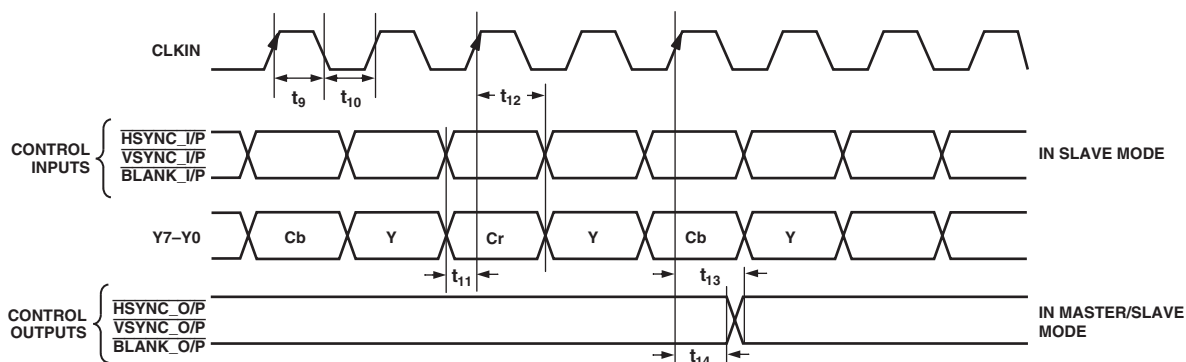 CLKIN
t9
t10
t12
CONTROL
INPUTS
HSYNC_I/P
VSYNC_I/P
BLANK_I/P
IN SLAVE MODE
Y7–Y0
Cb
Y
Cr
Y
Cb
Y
t11
t13
CONTROL
OUTPUTS
HSYNC_O/P
VSYNC_O/P
BLANK_O/P
IN MASTER/SLAVE
MODE
t14